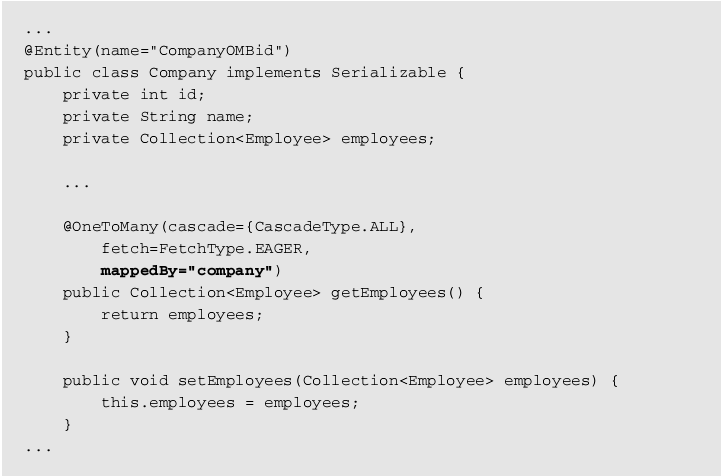 ...
@Entity(name="CompanyOMBid")
public class Company implements Serializable {
    private int id;
    private String name;
    private Collection<Employee> employees;
    ...
    @OneToMany(cascade={CascadeType.ALL},
        fetch=FetchType.EAGER,
        mappedBy="company")
    public Collection<Employee> getEmployees() {
        return employees;
    }
    public void setEmployees(Collection<Employee> employees) {
        this.employees = employees;
    }
...